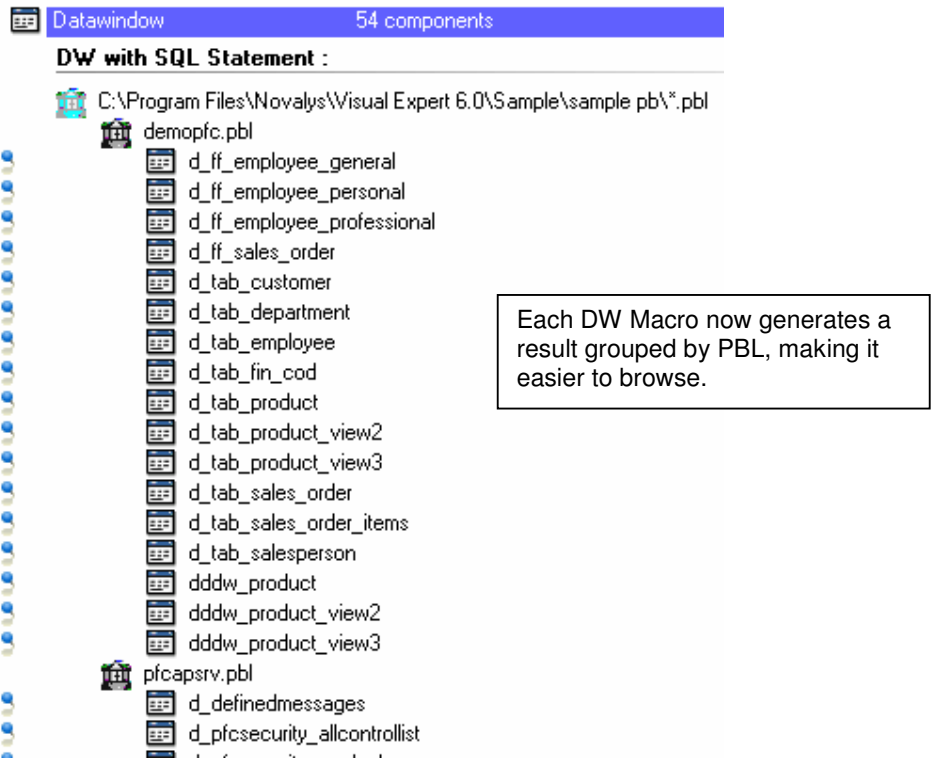 Datawindow 54 components
DW with SQL Statement :
C:\Program Files\Novalys\Visual Expert 6.0\Sample\sample pb\*.pbl
demopfc.pbl
d_ff_employee_general
d_ff_employee_personal
d_ff_employee_professional
d_ff_sales_order
d_tab_customer
d_tab_department
d_tab_employee
d_tab_fin_cod
d_tab_product
d_tab_product_view2
d_tab_product_view3
d_tab_sales_order
d_tab_sales_order_items
d_tab_salesperson
dddw_product
dddw_product_view2
dddw_product_view3
pfcapsrv.pbl
d_definedmessages
d_pfcsecurity_allcontrollist
Each DW Macro now generates a
result grouped by PBL, making it
easier to browse.